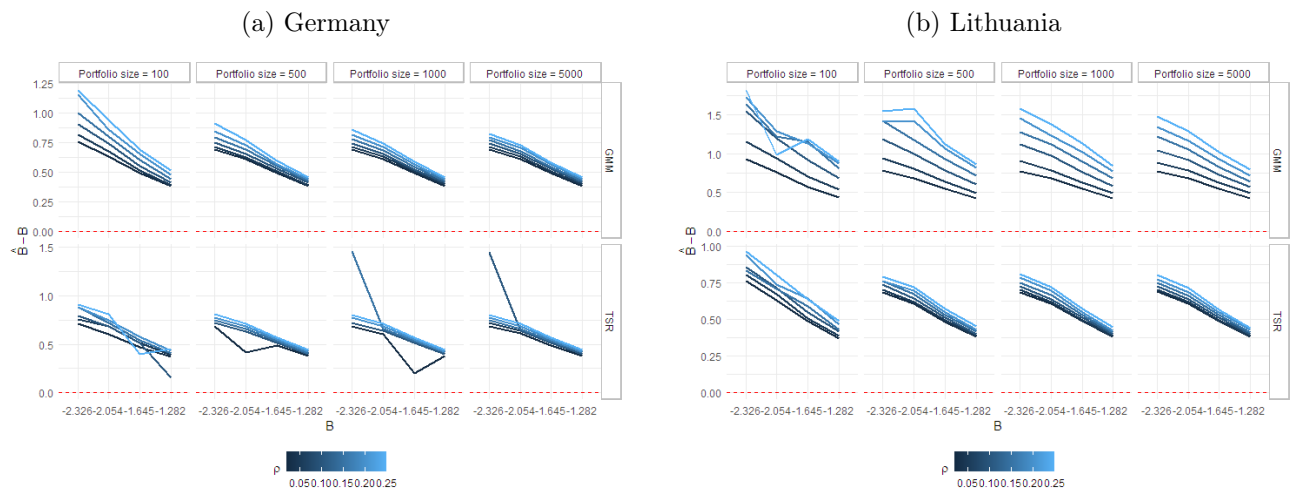 (a) Germany
Portfolio size = 100
Portfolio size = 500
Portfolio size = 1000
Portfolio size = 5000
1.25
1.00
0.75
0.50
0.25
0.00
GMM
B̂ – B
1.5
1.0
0.5
0.0
TSR
-2.326-2.054-1.645-1.282
-2.326-2.054-1.645-1.282
-2.326-2.054-1.645-1.282
-2.326-2.054-1.645-1.282
B
ρ
0.050.100.150.200.25
(b) Lithuania
Portfolio size = 100
Portfolio size = 500
Portfolio size = 1000
Portfolio size = 5000
1.5
1.0
0.5
0.0
GMM
B̂ – B
1.00
0.75
0.50
0.25
0.00
TSR
-2.326-2.054-1.645-1.282
-2.326-2.054-1.645-1.282
-2.326-2.054-1.645-1.282
-2.326-2.054-1.645-1.282
B
ρ
0.050.100.150.200.25